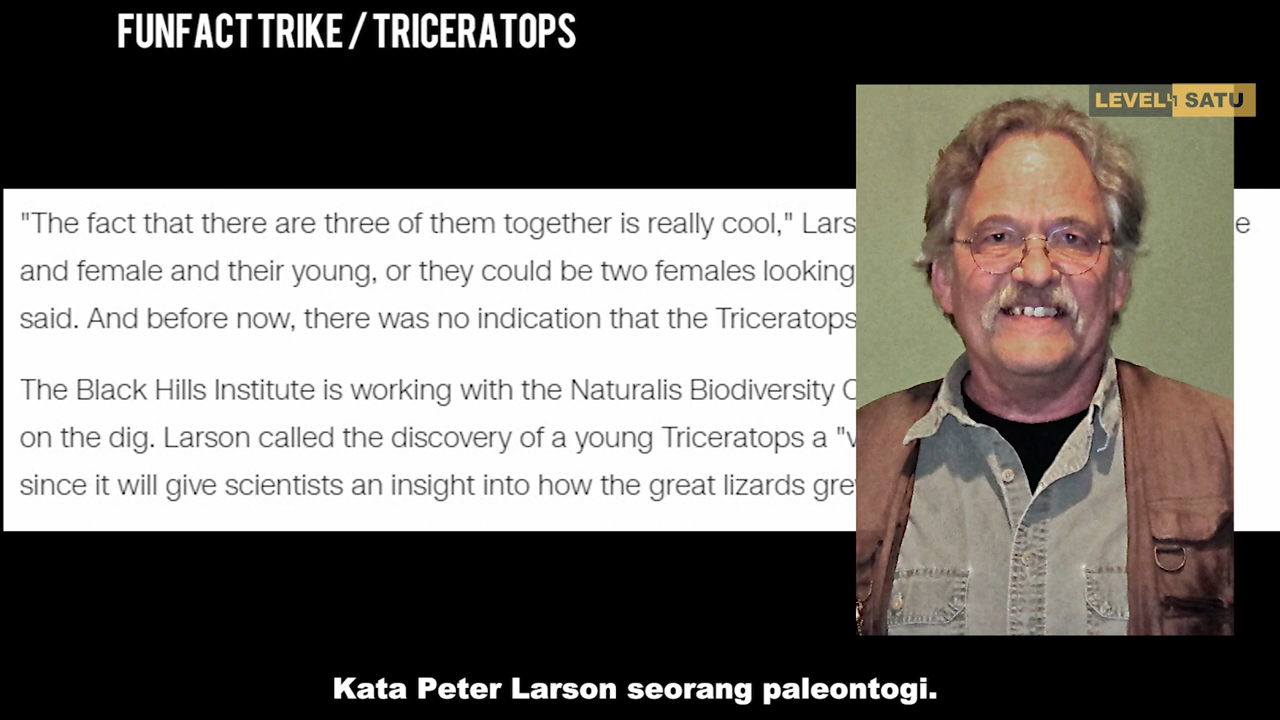 FUNFACT TRIKE / TRICERATOPS
LEVEL SATU
"The fact that there are three of them together is really cool," Lars
e
and female and their young, or they could be two females looking
said. And before now, there was no indication that the Triceratops
The Black Hills Institute is working with the Naturalis Biodiversity C
on the dig. Larson called the discovery of a young Triceratops a "v
since it will give scientists an insight into how the great lizards gre
Kata Peter Larson seorang paleontogi.